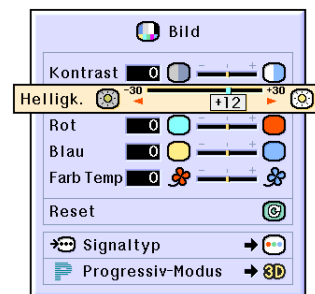 Bild
Kontrast 0
Helligk. -30 +12 +30
Rot 0
Blau 0
Farb Temp 0
Reset
Signaltyp
Progressiv-Modus 3D